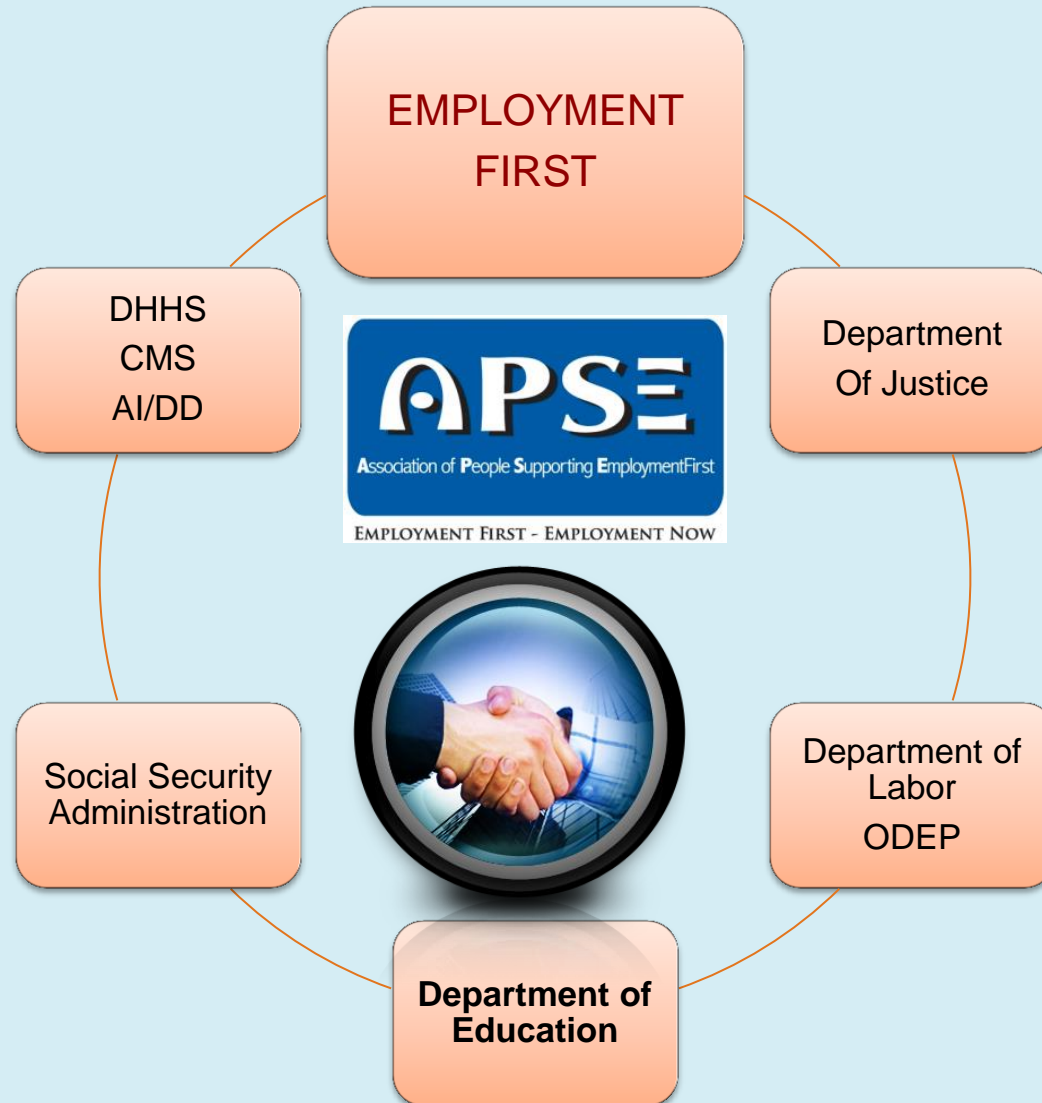 EMPLOYMENT
FIRST
DHHS
CMS
AI/DD
APSE
Association of People Supporting EmploymentFirst
EMPLOYMENT FIRST - EMPLOYMENT NOW
Department
Of Justice
Social Security
Administration
Department of
Labor
ODEP
Department of
Education